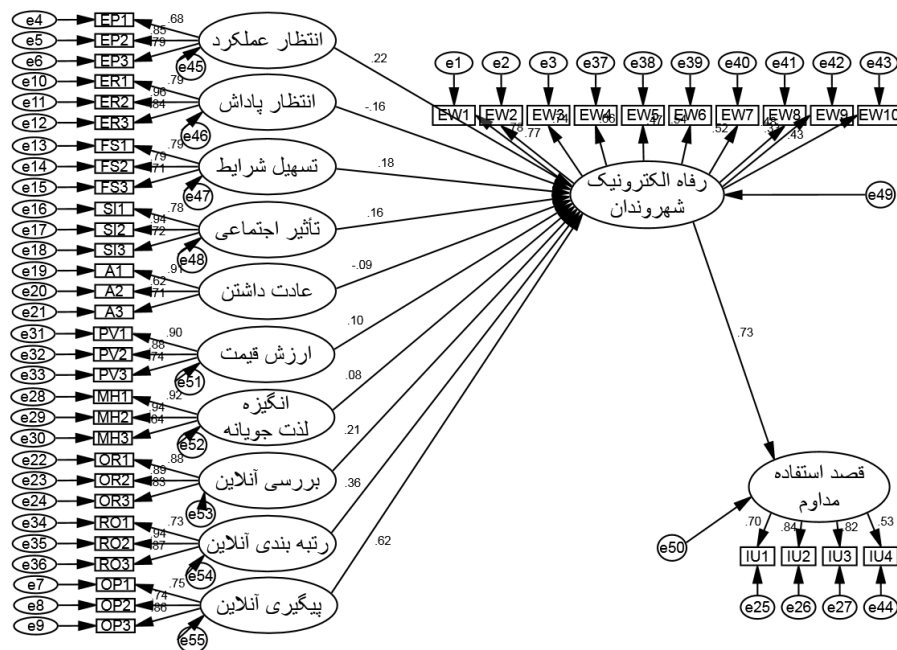 e4 EP1 .68
e5 EP2 .85
e6 EP3 .79
انتظار عملکرد
e45
.22
e10 ER1 .79
e11 ER2 .96
e12 ER3 .84
انتظار پاداش
e46
-.16
e13 FS1 .79
e14 FS2 .79
e15 FS3 .71
تسهیل شرایط
e47
.18
e16 SI1 .78
e17 SI2 .94
e18 SI3 .72
تأثیر اجتماعی
e48
.16
e19 A1 .91
e20 A2 .62
e21 A3 .71
عادت داشتن
-.09
e31 PV1 .90
e32 PV2 .88
e33 PV3 .74
ارزش قیمت
e51
.10
e28 MH1 .92
e29 MH2 .94
e30 MH3 .64
انگیزه
لذت جویانه
e52
.08
e22 OR1 .88
e23 OR2 .89
e24 OR3 .83
بررسی آنلاین
e53
.21
e34 RO1 .73
e35 RO2 .94
e36 RO3 .87
رتبه بندی آنلاین
e54
.36
e7 OP1 .75
e8 OP2 .74
e9 OP3 .86
پیگیری آنلاین
e55
.62
e1 e2 e3 e37 e38 e39 e40 e41 e42 e43
EW1 EW2 EW3 EW4 EW5 EW6 EW7 EW8 EW9 EW10
.78 .77 .74 .66 .47 .54 .52 .43
رفاه الکترونیک
شهروندان
e49
.73
قصد استفاده
مداوم
e50
.70 .84 .82 .53
IU1 IU2 IU3 IU4
e25 e26 e27 e44